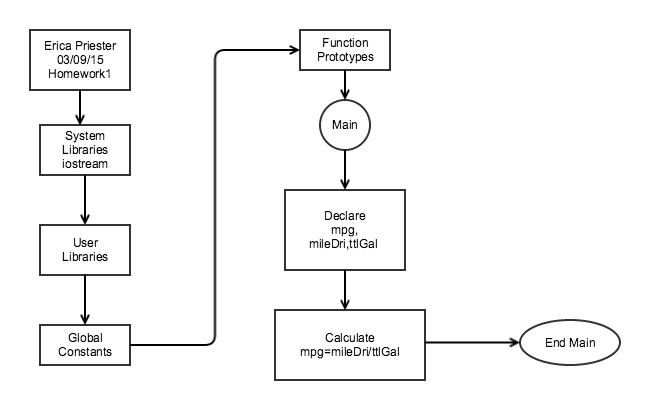 Erica Priester
03/09/15
Homework1
System
Libraries
iostream
User
Libraries
Global
Constants
Function
Prototypes
Main
Declare
mpg,
mileDri,ttlGal
Calculate
mpg=mileDri/ttlGal
End Main